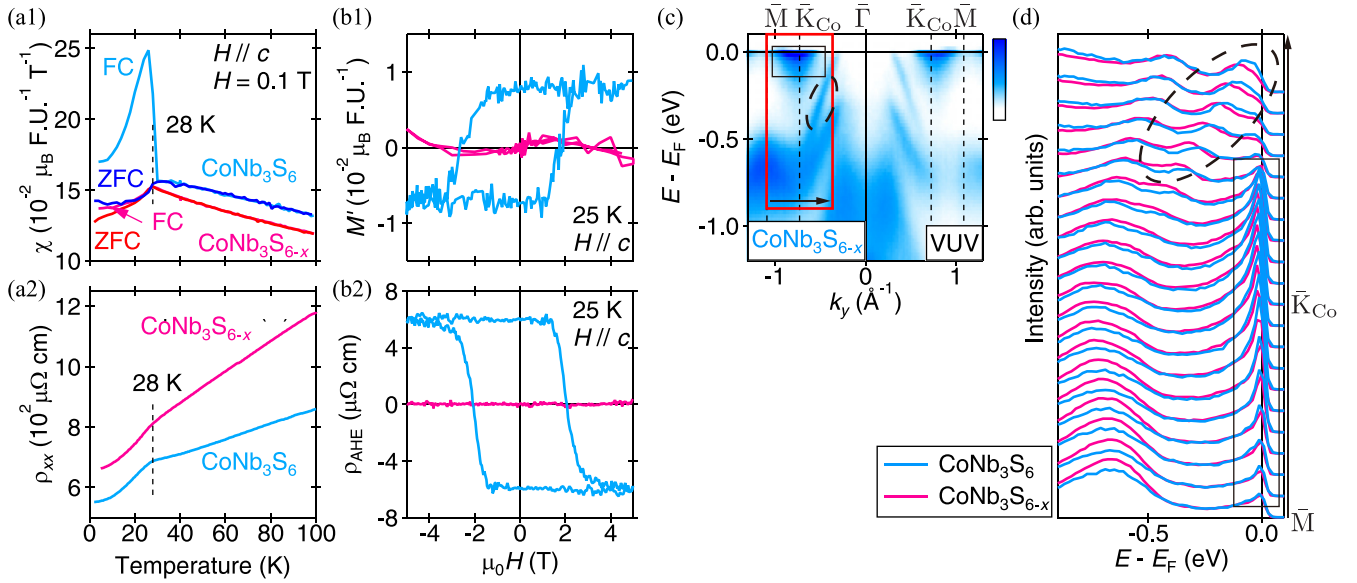 (a1)
25
20
15
10
χ (10⁻² μB F.U.⁻¹ T⁻¹)
H // c
H = 0.1 T
FC
28 K
CoNb3S6
ZFC
FC
ZFC
CoNb3S6-x
(a2)
12
10
8
6
ρxx (10² μΩ cm)
CoNb3S6-x
28 K
CoNb3S6
0 20 40 60 80 100
Temperature (K)
(b1)
1
0
-1
M' (10⁻² μB F.U.⁻¹)
25 K
H // c
(b2)
8
4
0
-4
-8
ρAHE (μΩ cm)
25 K
H // c
-4 -2 0 2 4
μ0H (T)
(c)
M̄ K̄Co Γ̄ K̄Co M̄
0.0
-0.5
-1.0
E - EF (eV)
CoNb3S6-x
VUV
-1 0 1
ky (Å⁻¹)
CoNb3S6
CoNb3S6-x
(d)
Intensity (arb. units)
K̄Co
M̄
-0.5 0.0
E - EF (eV)